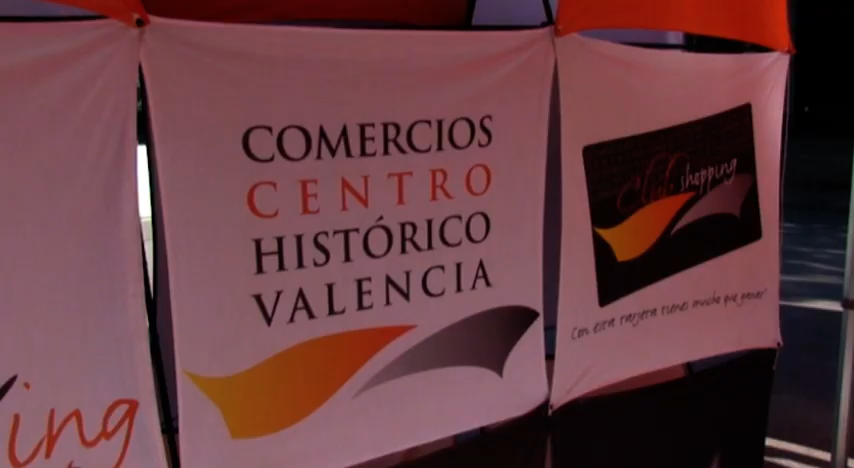 COMERCIOS
CENTRO
HISTÓRICO
VALENCIA
Club shopping
Con esta tarjeta tienes mucho que ganar
ing